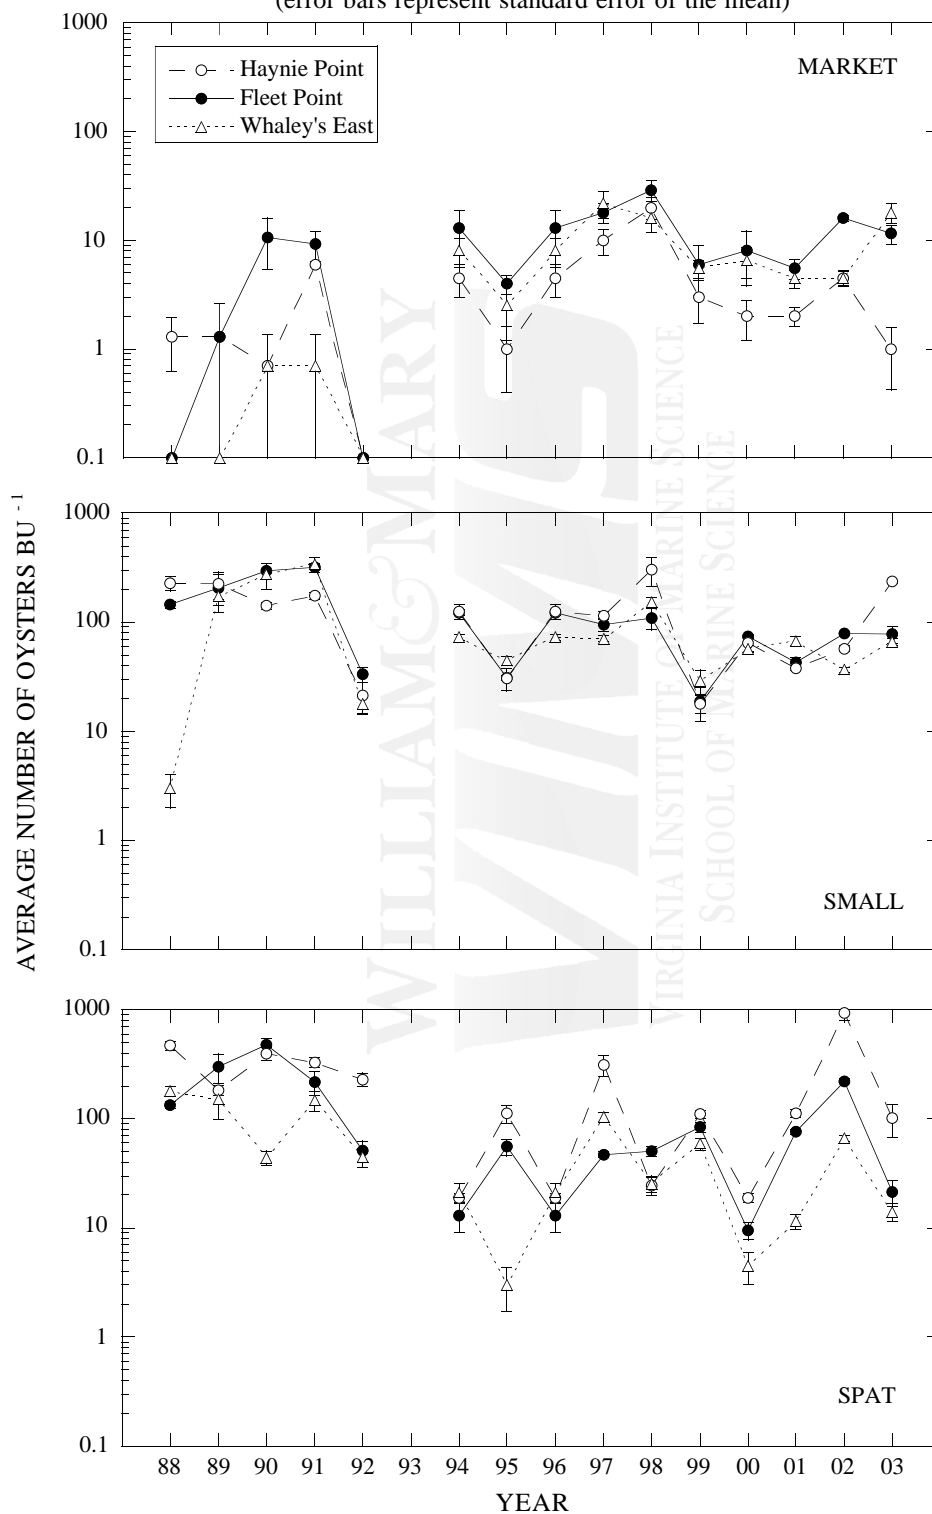 (error bars represent standard error of the mean)
1000
100
10
1
0.1
Haynie Point
Fleet Point
Whaley's East
MARKET
1000
100
10
1
0.1
SMALL
1000
100
10
1
0.1
SPAT
88 89 90 91 92 93 94 95 96 97 98 99 00 01 02 03
YEAR
AVERAGE NUMBER OF OYSTERS BU -1
WILLIAM & MARY
VIMS
VIRGINIA INSTITUTE OF MARINE SCIENCE
SCHOOL OF MARINE SCIENCE